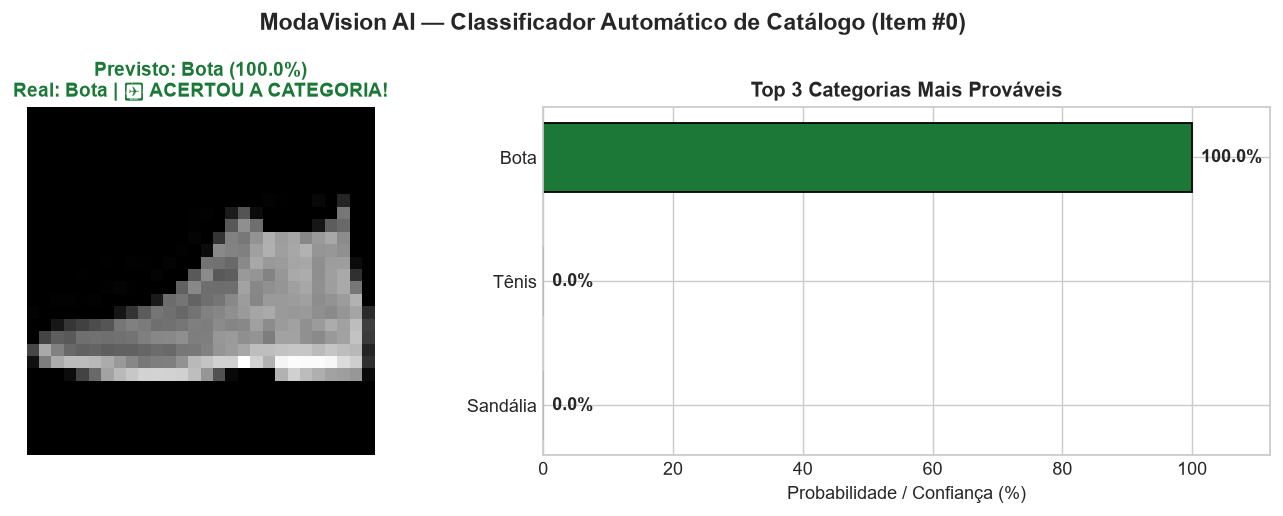 ModaVision AI — Classificador Automático de Catálogo (Item #0)
Previsto: Bota (100.0%)
Real: Bota | ✈ ACERTOU A CATEGORIA!
Top 3 Categorias Mais Prováveis
Bota
100.0%
Tênis
0.0%
Sandália
0.0%
0 20 40 60 80 100
Probabilidade / Confiança (%)